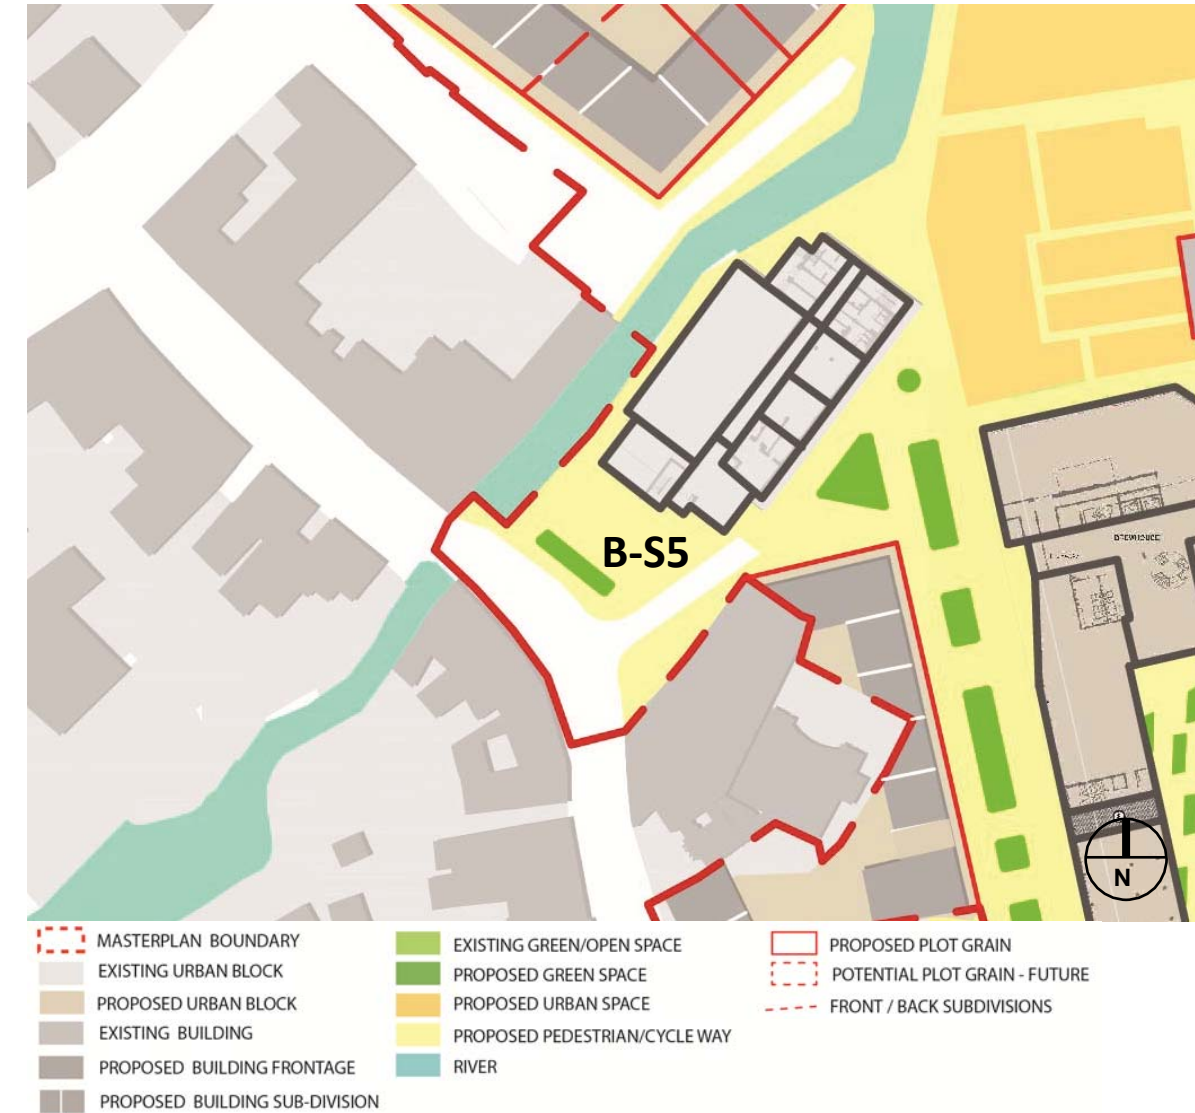 B-S5
BREWHOUSE
N
MASTERPLAN BOUNDARY
EXISTING URBAN BLOCK
PROPOSED URBAN BLOCK
EXISTING BUILDING
PROPOSED BUILDING FRONTAGE
PROPOSED BUILDING SUB-DIVISION
EXISTING GREEN/OPEN SPACE
PROPOSED GREEN SPACE
PROPOSED URBAN SPACE
PROPOSED PEDESTRIAN/CYCLE WAY
RIVER
PROPOSED PLOT GRAIN
POTENTIAL PLOT GRAIN - FUTURE
FRONT / BACK SUBDIVISIONS